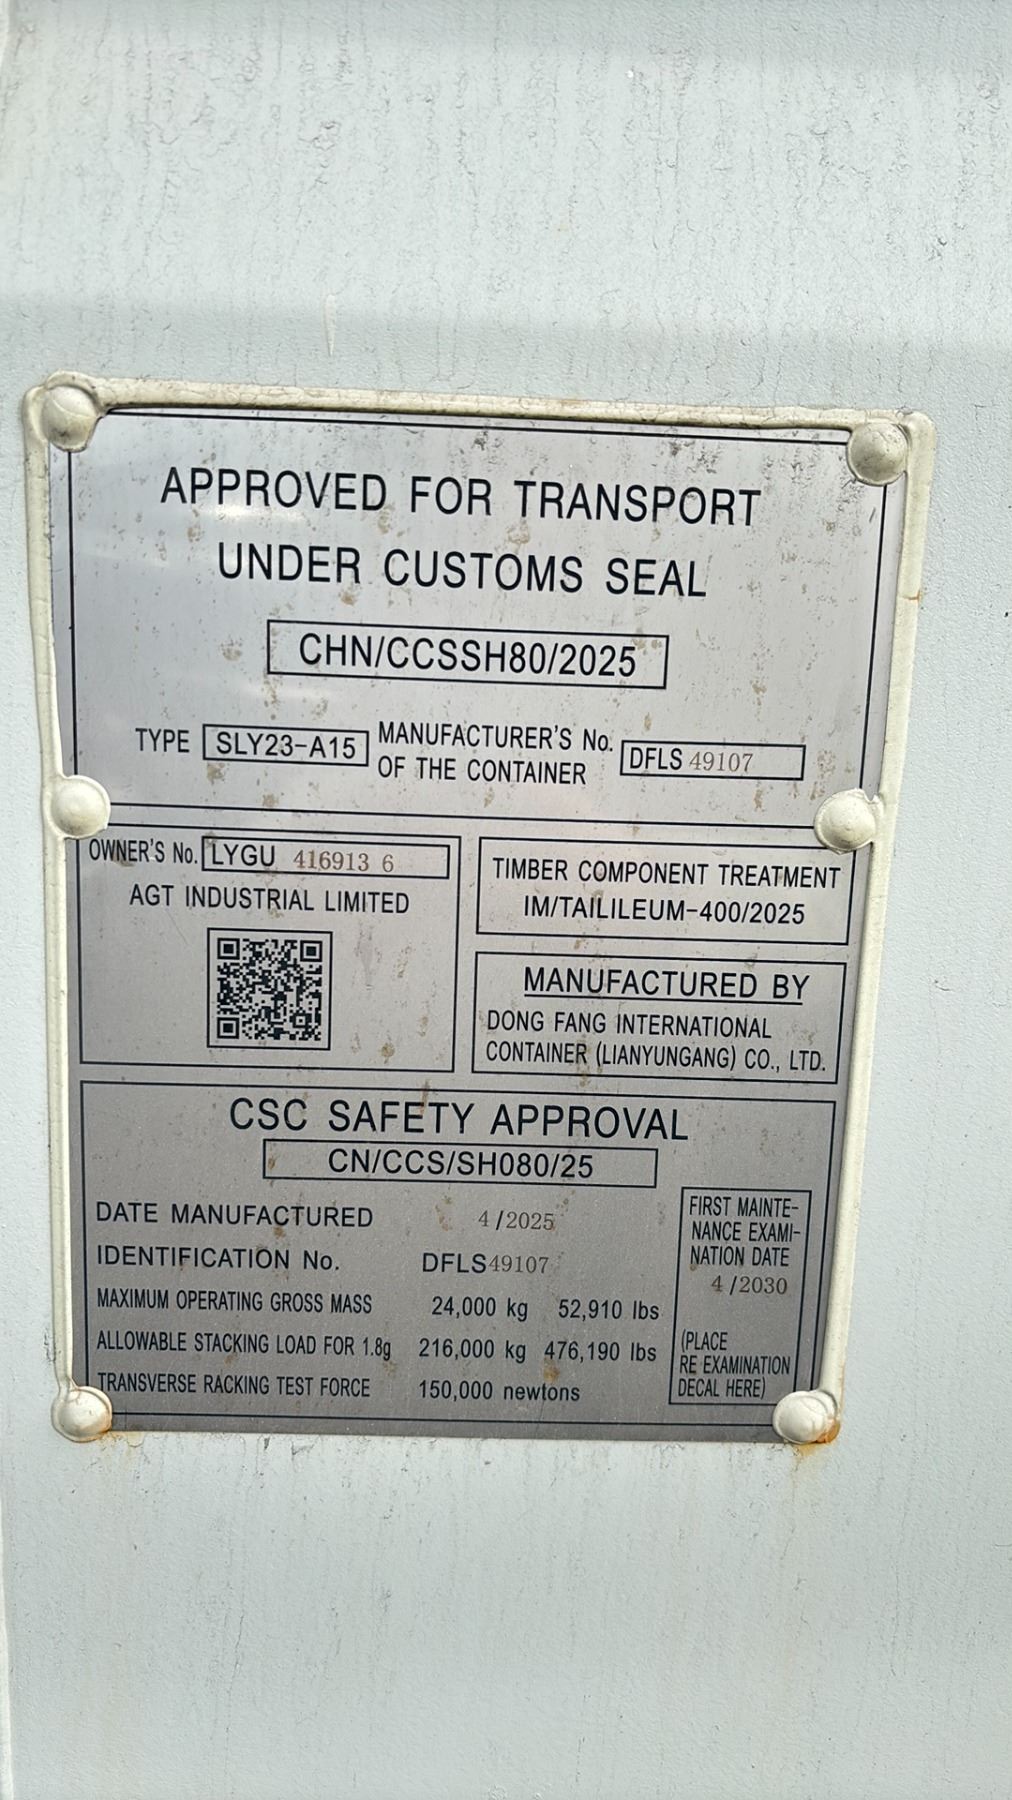 APPROVED FOR TRANSPORT
UNDER CUSTOMS SEAL
CHN/CCSSH80/2025
TYPE SLY23-A15 MANUFACTURER'S No. OF THE CONTAINER DFLS 49107
OWNER'S No. LYGU 416913 6
AGT INDUSTRIAL LIMITED
TIMBER COMPONENT TREATMENT
IM/TAILILEUM-400/2025
MANUFACTURED BY
DONG FANG INTERNATIONAL
CONTAINER (LIANYUNGANG) CO., LTD.
CSC SAFETY APPROVAL
CN/CCS/SH080/25
DATE MANUFACTURED 4/2025
IDENTIFICATION No. DFLS49107
MAXIMUM OPERATING GROSS MASS 24,000 kg 52,910 lbs
ALLOWABLE STACKING LOAD FOR 1.8g 216,000 kg 476,190 lbs
TRANSVERSE RACKING TEST FORCE 150,000 newtons
FIRST MAINTE-
NANCE EXAMI-
NATION DATE
4/2030
(PLACE
RE EXAMINATION
DECAL HERE)